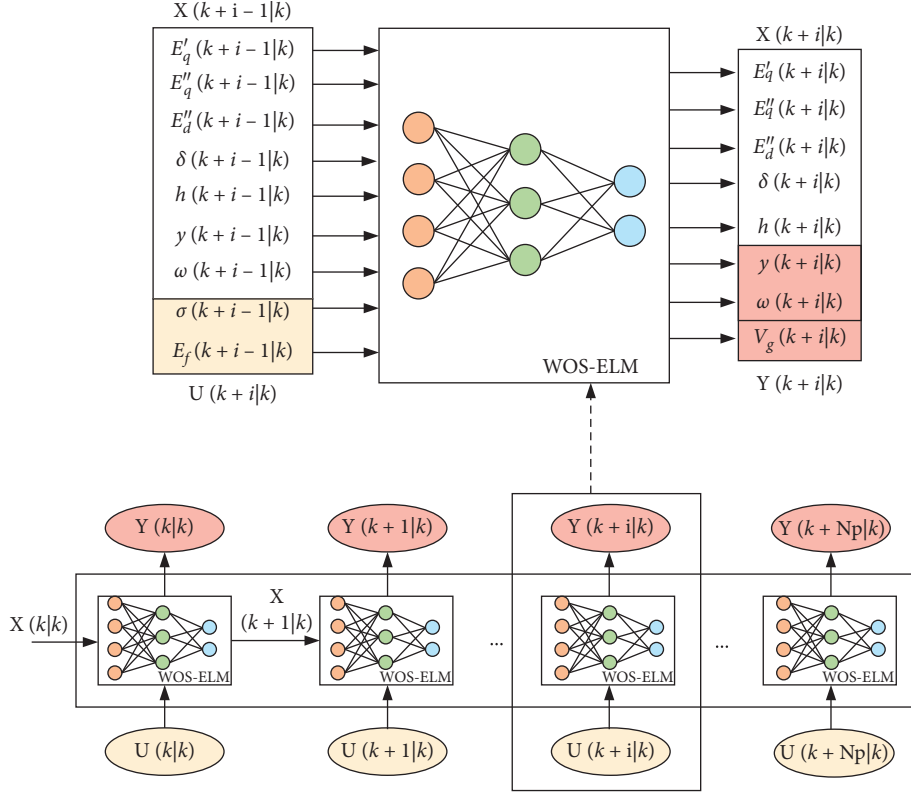 X (k + i – 1|k)
E′q (k + i – 1|k)
E″q (k + i – 1|k)
E″d (k + i – 1|k)
δ (k + i – 1|k)
h (k + i – 1|k)
y (k + i – 1|k)
ω (k + i – 1|k)
σ (k + i – 1|k)
Ef (k + i – 1|k)
U (k + i|k)
WOS-ELM
X (k + i|k)
E′q (k + i|k)
E″q (k + i|k)
E″d (k + i|k)
δ (k + i|k)
h (k + i|k)
y (k + i|k)
ω (k + i|k)
Vg (k + i|k)
Y (k + i|k)
Y (k|k)
Y (k + 1|k)
Y (k + i|k)
Y (k + Np|k)
X (k|k)
WOS-ELM
X
(k + 1|k)
WOS-ELM
...
WOS-ELM
...
WOS-ELM
U (k|k)
U (k + 1|k)
U (k + i|k)
U (k + Np|k)